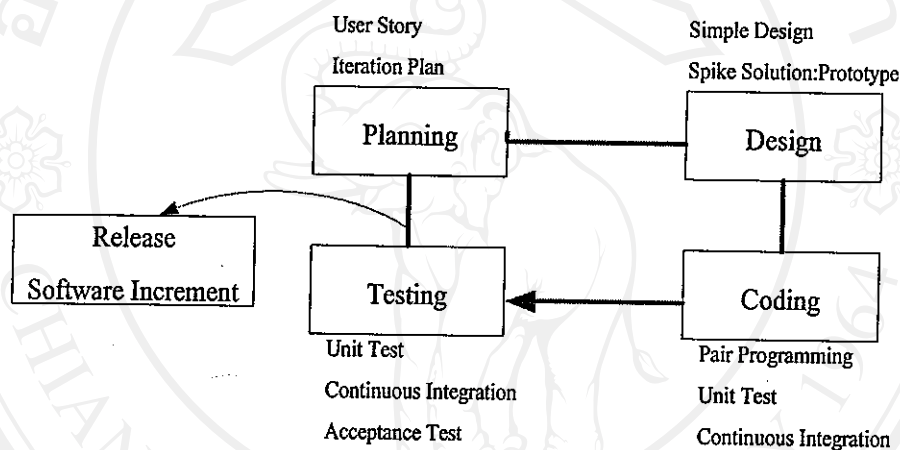 User Story
Iteration Plan
Planning
Simple Design
Spike Solution:Prototype
Design
Release
Software Increment
Testing
Unit Test
Continuous Integration
Acceptance Test
Coding
Pair Programming
Unit Test
Continuous Integration
1964